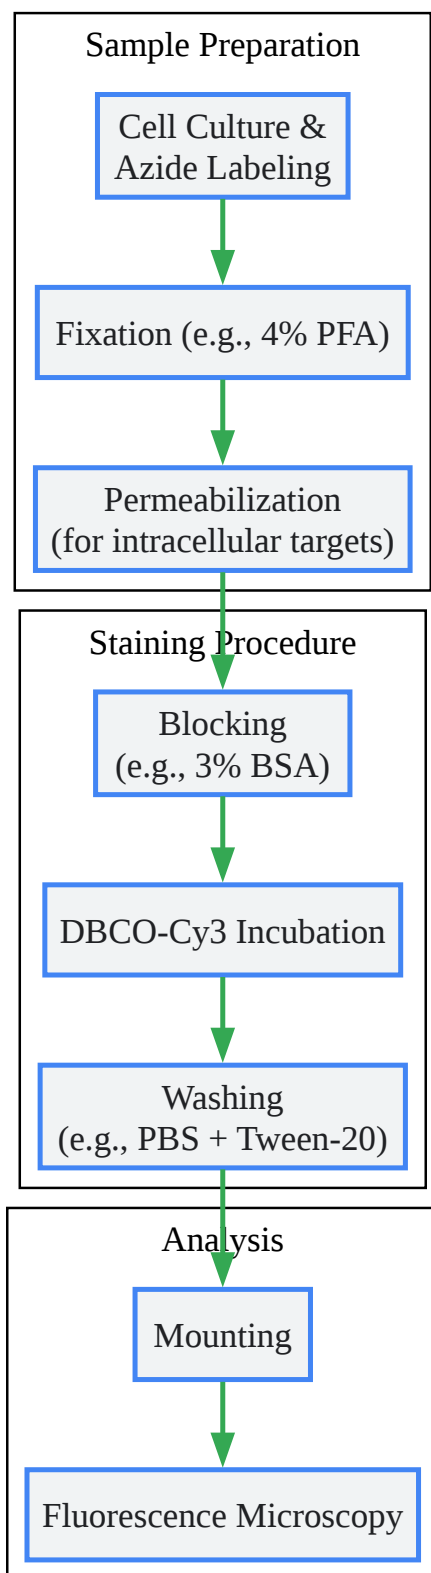 Sample Preparation
Cell Culture &
Azide Labeling
Fixation (e.g., 4% PFA)
Permeabilization
(for intracellular targets)
Staining Procedure
Blocking
(e.g., 3% BSA)
DBCO-Cy3 Incubation
Washing
(e.g., PBS + Tween-20)
Analysis
Mounting
Fluorescence Microscopy